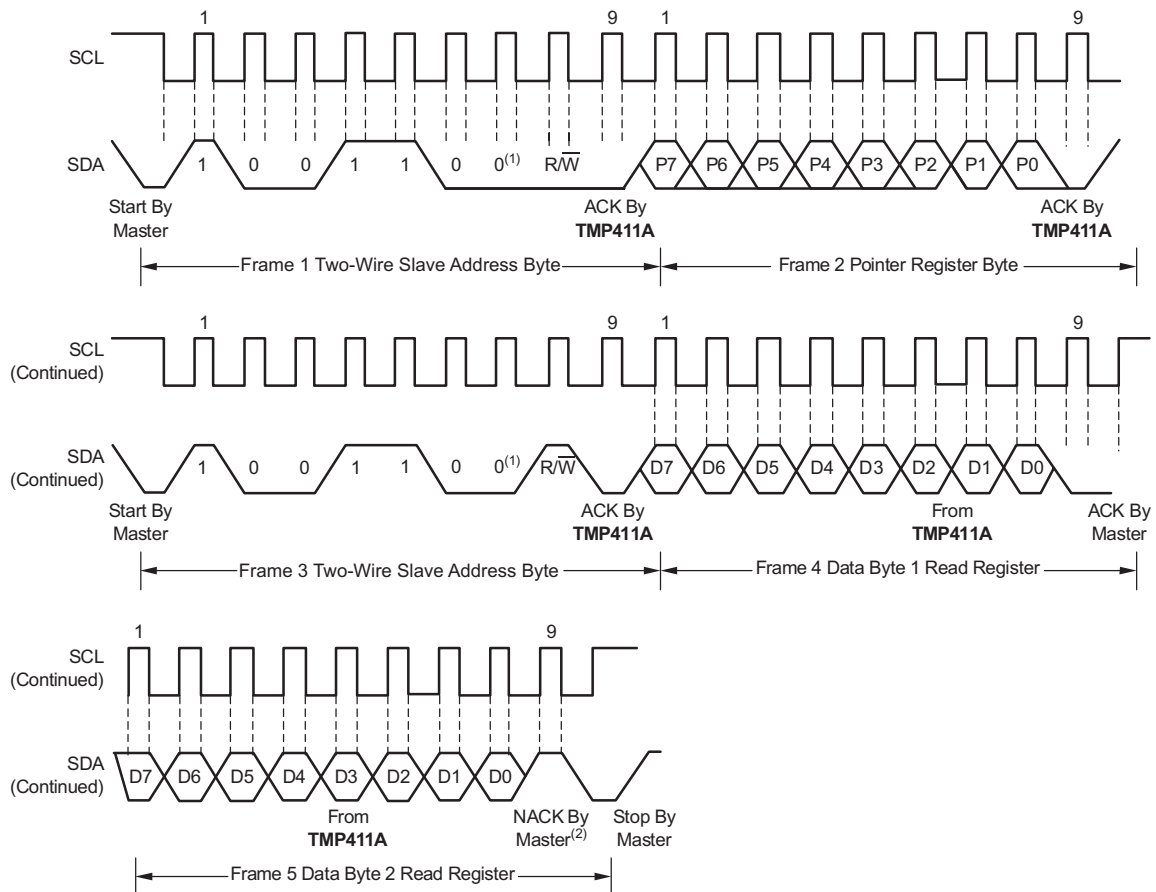 1 9 1 9
SCL
SDA 1 0 0 1 1 0 0(1) R/W̅ P7 P6 P5 P4 P3 P2 P1 P0
Start By Master
ACK By TMP411A
ACK By TMP411A
Frame 1 Two-Wire Slave Address Byte
Frame 2 Pointer Register Byte
1 9 1 9
SCL (Continued)
SDA (Continued) 1 0 0 1 1 0 0(1) R/W̅ D7 D6 D5 D4 D3 D2 D1 D0
Start By Master
ACK By TMP411A
From TMP411A
ACK By Master
Frame 3 Two-Wire Slave Address Byte
Frame 4 Data Byte 1 Read Register
1 9
SCL (Continued)
SDA (Continued) D7 D6 D5 D4 D3 D2 D1 D0
From TMP411A
NACK By Master(2)
Stop By Master
Frame 5 Data Byte 2 Read Register